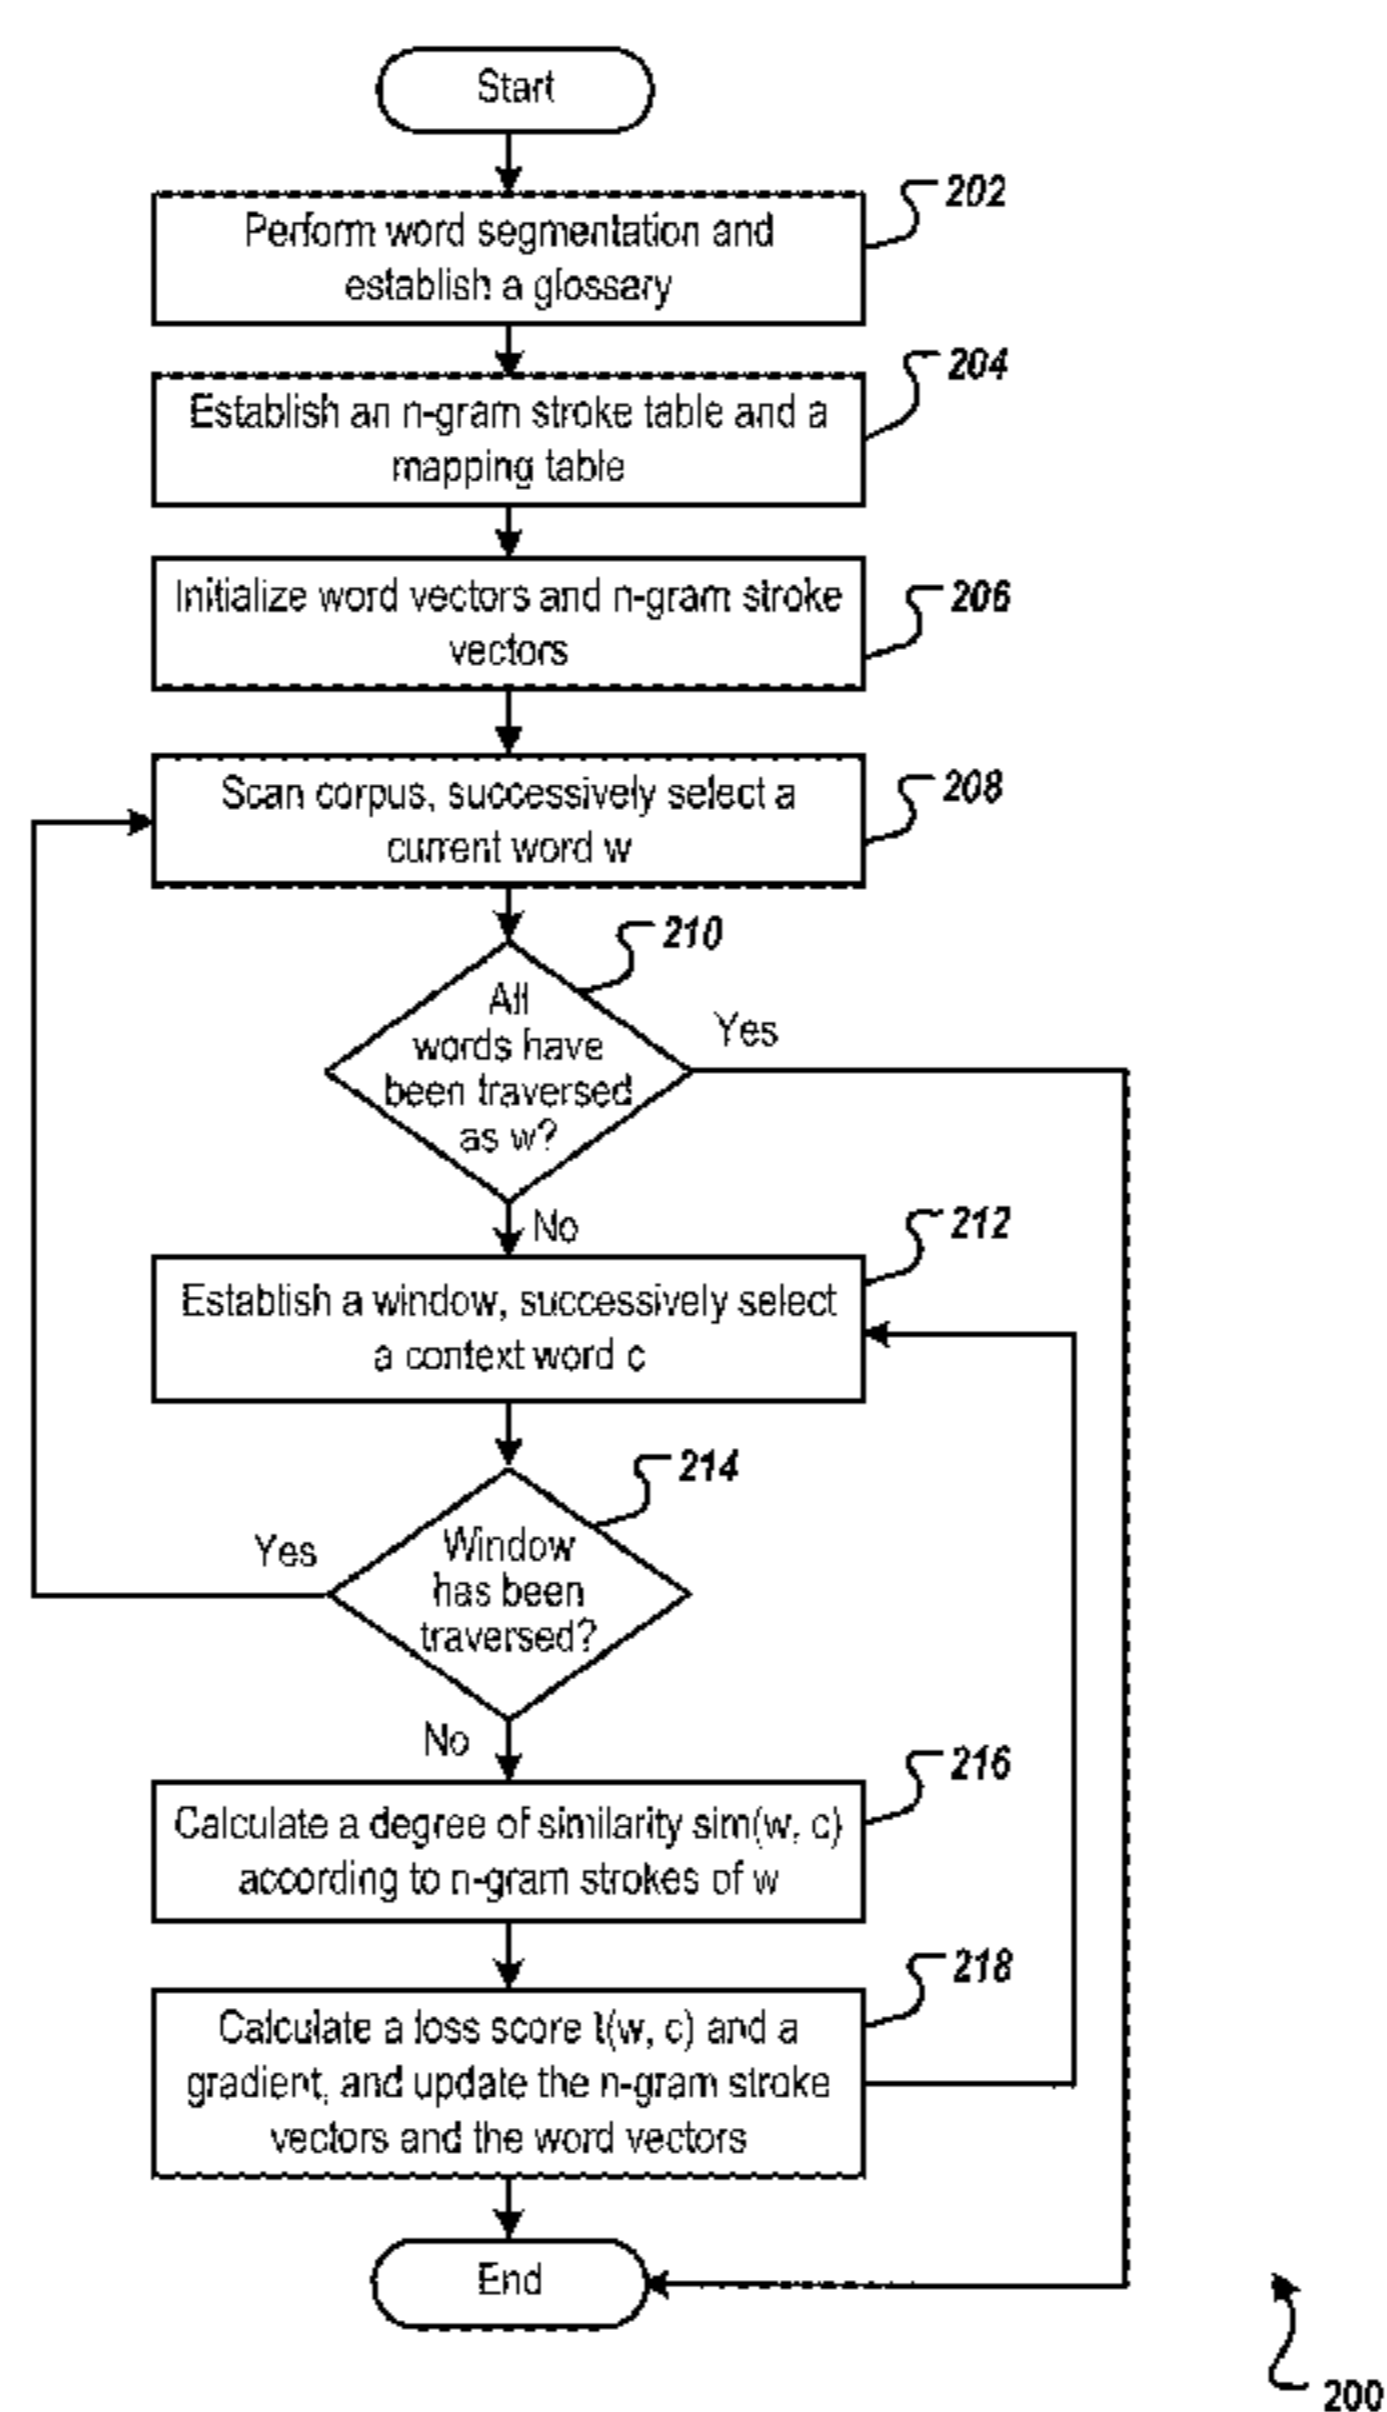 Start
202
Perform word segmentation and
establish a glossary
204
Establish an n-gram stroke table and a
mapping table
206
Initialize word vectors and n-gram stroke
vectors
208
Scan corpus, successively select a
current word w
210
All
words have
been traversed
as w?
Yes
No
212
Establish a window, successively select
a context word c
214
Window
has been
traversed?
Yes
No
216
Calculate a degree of similarity sim(w, c)
according to n-gram strokes of w
218
Calculate a loss score l(w, c) and a
gradient, and update the n-gram stroke
vectors and the word vectors
End
200